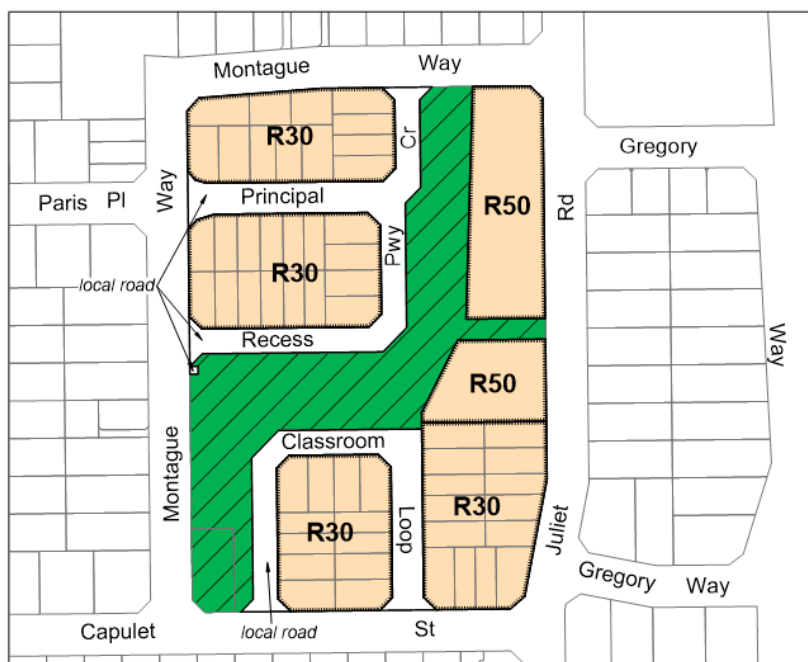 Montague Way
Cr
R30
Gregory
Principal
Way
Paris Pl
R50
Rd
Pwy
R30
local road
Way
Recess
R50
Classroom
Montague
R30
Loop
R30
Juliet
Gregory Way
local road
Capulet St